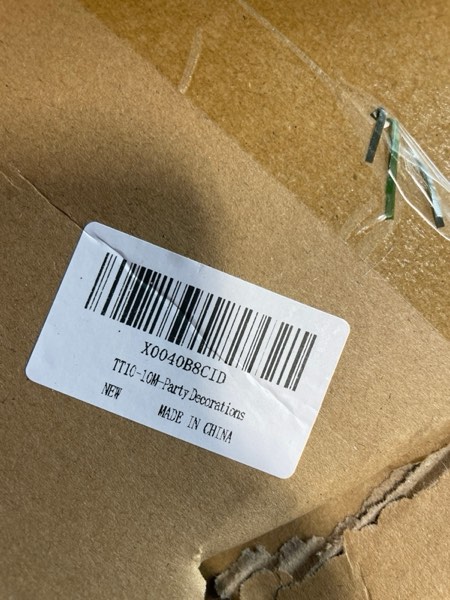 X0040B8CID
TT10-10M-Party Decorations
NEW
MADE IN CHINA